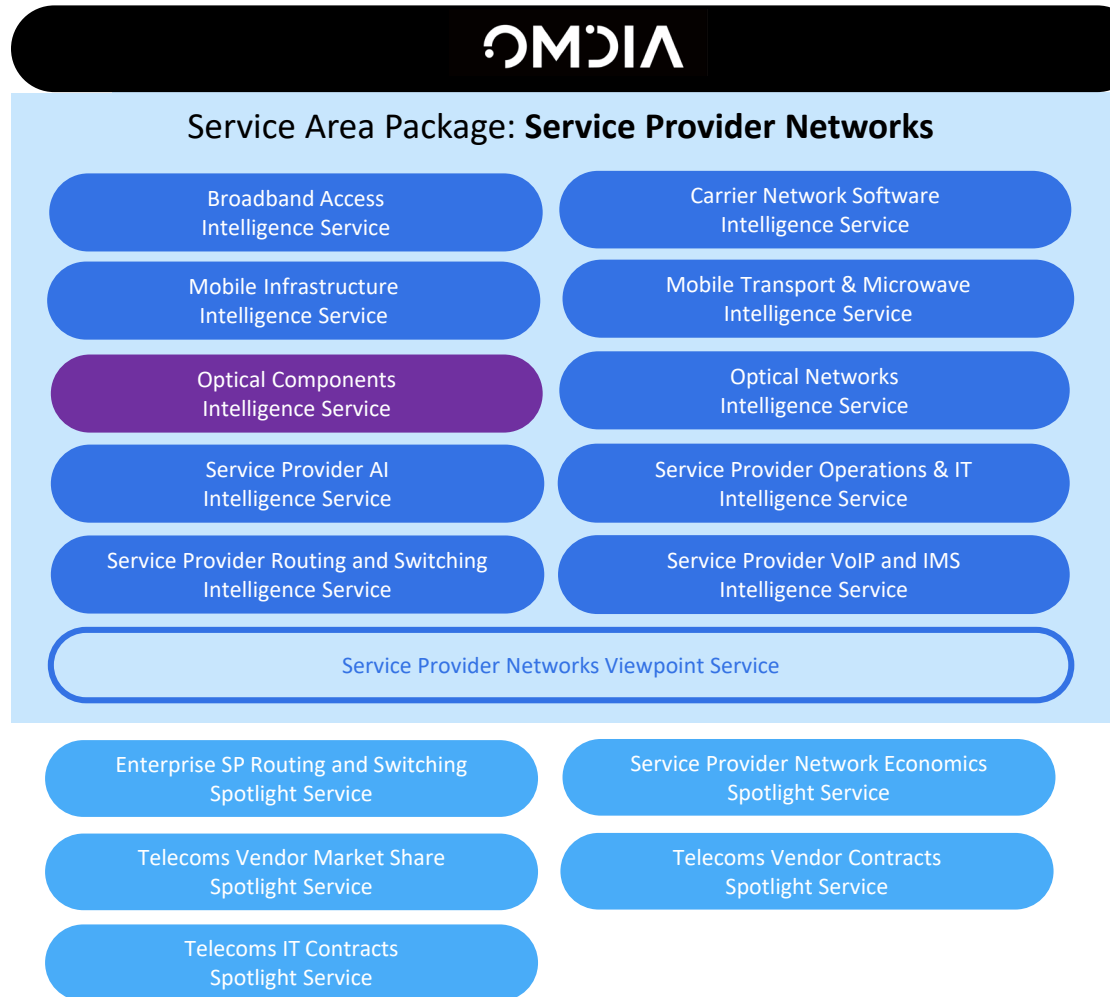 OMDIA
Service Area Package: Service Provider Networks
Broadband Access
Intelligence Service
Carrier Network Software
Intelligence Service
Mobile Infrastructure
Intelligence Service
Mobile Transport & Microwave
Intelligence Service
Optical Components
Intelligence Service
Optical Networks
Intelligence Service
Service Provider AI
Intelligence Service
Service Provider Operations & IT
Intelligence Service
Service Provider Routing and Switching
Intelligence Service
Service Provider VoIP and IMS
Intelligence Service
Service Provider Networks Viewpoint Service
Enterprise SP Routing and Switching
Spotlight Service
Service Provider Network Economics
Spotlight Service
Telecoms Vendor Market Share
Spotlight Service
Telecoms Vendor Contracts
Spotlight Service
Telecoms IT Contracts
Spotlight Service